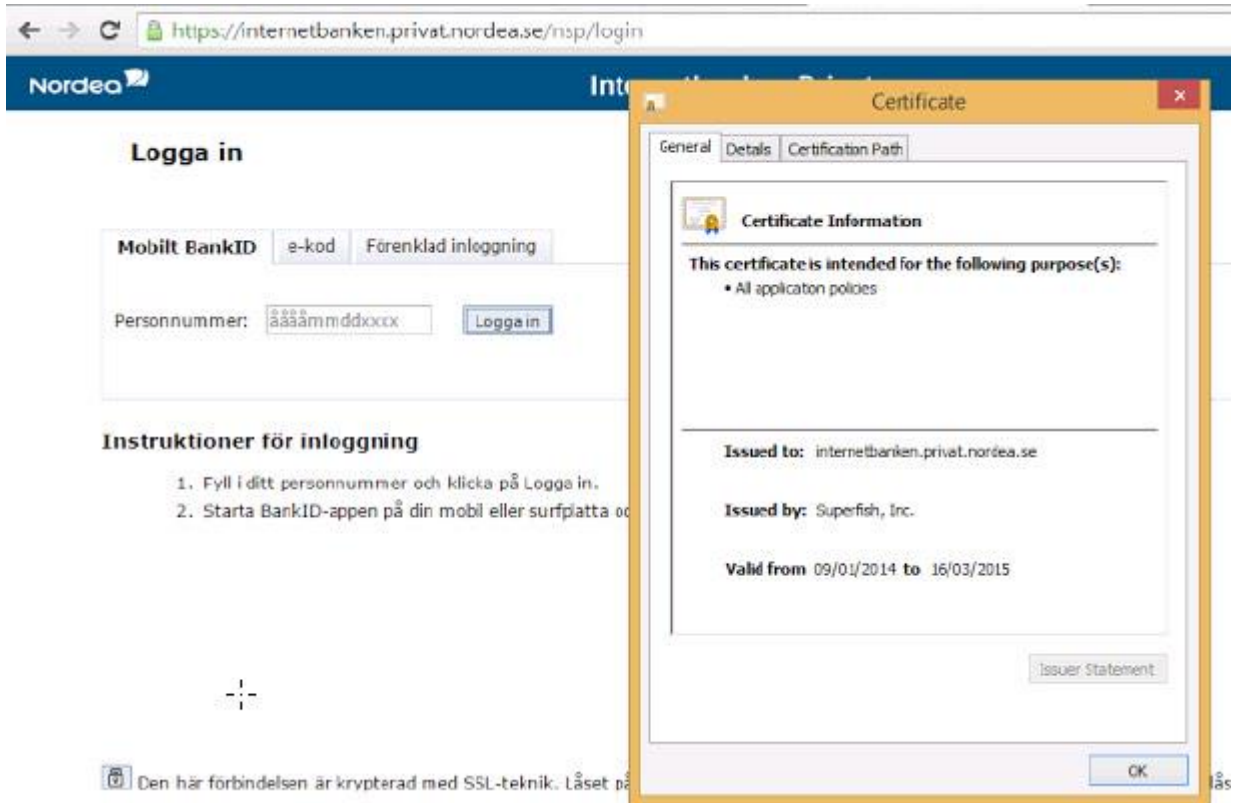 https://internetbanken.privat.nordea.se/nsp/login
Nordea
Logga in
Mobilt BankID e-kod Förenklad inloggning
Personnummer: ååååmmddxxxx Logga in
Instruktioner för inloggning
1. Fyll i ditt personnummer och klicka på Logga in.
2. Starta BankID-appen på din mobil eller surfplatta
Den här förbindelsen är krypterad med SSL-teknik. Låset
Certificate
General Details Certification Path
Certificate Information
This certificate is intended for the following purpose(s):
• All application policies
Issued to: internetbanken.privat.nordea.se
Issued by: Superfish, Inc.
Valid from 09/01/2014 to 16/03/2015
Issuer Statement
OK